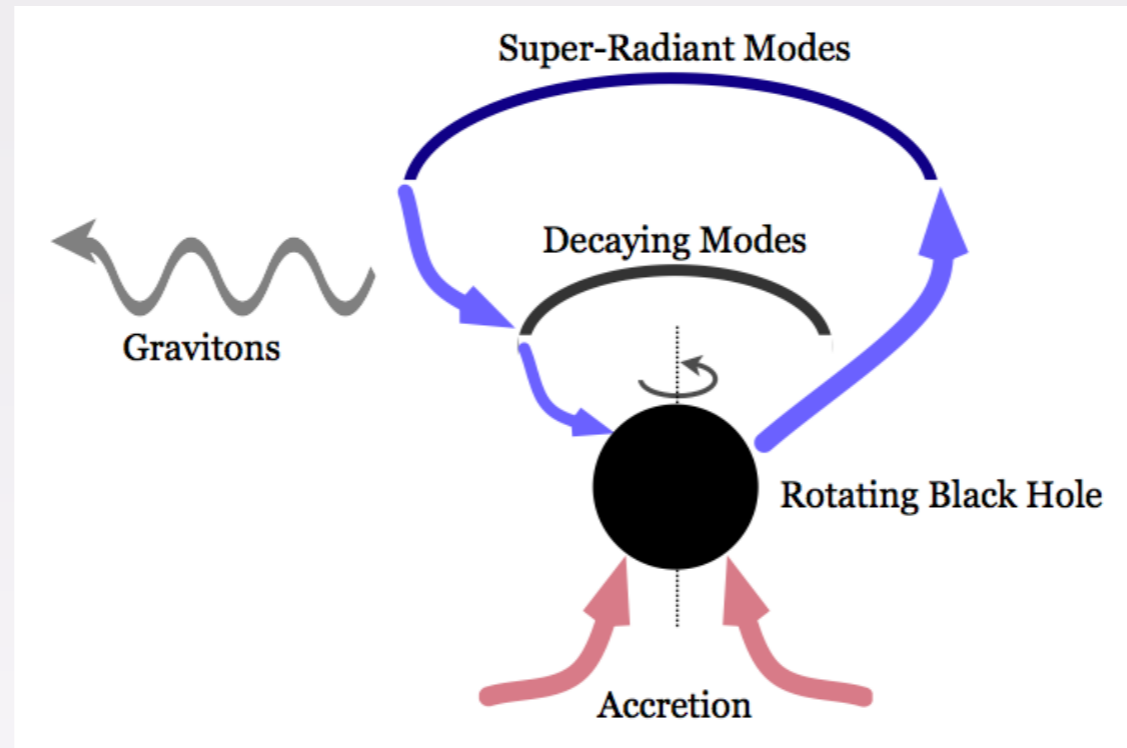 Super-Radiant Modes
Decaying Modes
Gravitons
Rotating Black Hole
Accretion